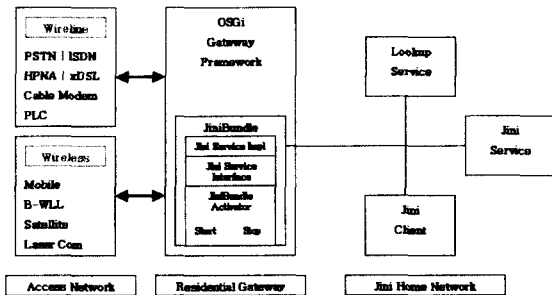 Wireline
PSTN | ISDN
HPNA | xDSL
Cable Modem
PLC
Wireless
Mobile
B-WLL
Satellite
Laser Com
Access Network
OSGi
Gateway
Framework
JiniBundle
Jini Service Impl
Jini Service
Interface
JiniBundle
Activator
Start Stop
Residential Gateway
Lookup
Service
Jini
Service
Jini
Client
Jini Home Network